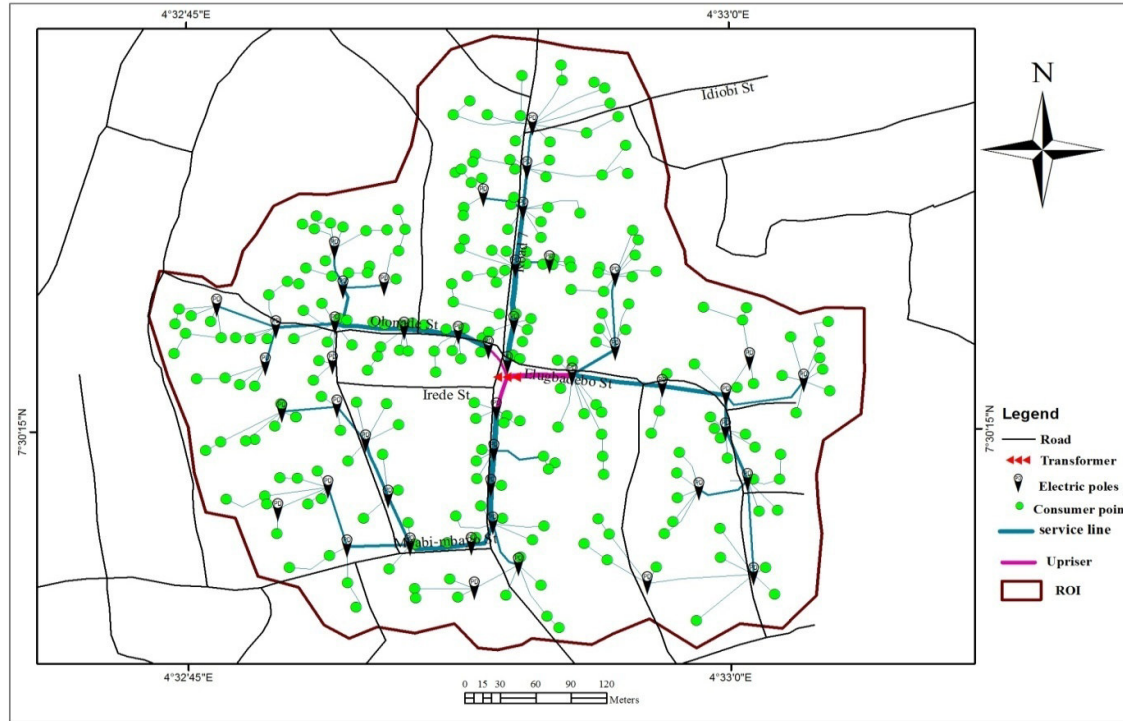 4°32'45"E
4°33'0"E
N
Idiobi St
Olomide St
Elugbadebo St
Irede St
7°30'15"N
7°30'15"N
Legend
Road
Transformer
Electric poles
Consumer poin
service line
Upriser
ROI
4°32'45"E
4°33'0"E
0 15 30 60 90 120
Meters